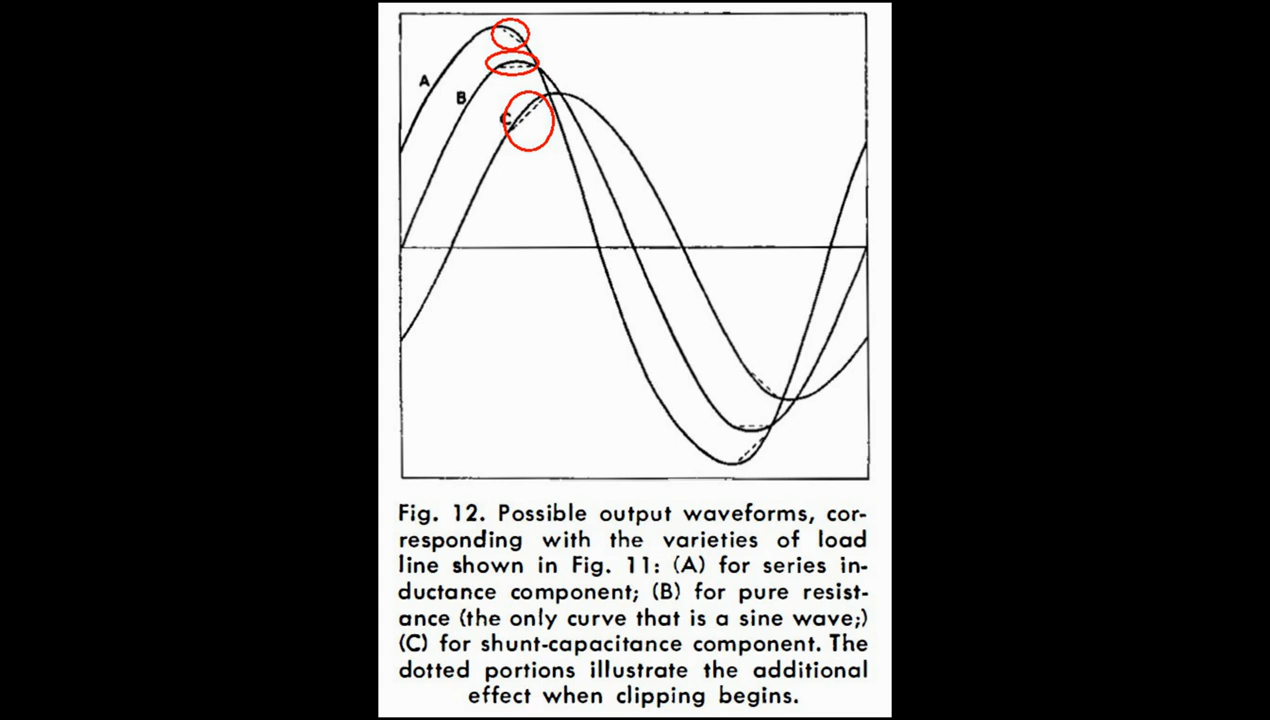 A
B
C
Fig. 12. Possible output waveforms, cor-
responding with the varieties of load
line shown in Fig. 11: (A) for series in-
ductance component; (B) for pure resist-
ance (the only curve that is a sine wave;)
(C) for shunt-capacitance component. The
dotted portions illustrate the additional
effect when clipping begins.